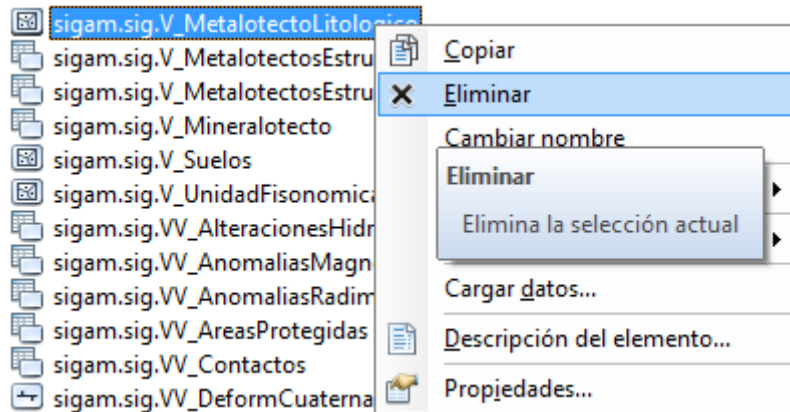 sigam.sig.V_MetalotectoLitologico
sigam.sig.V_MetalotectosEstru
sigam.sig.V_MetalotectosEstru
sigam.sig.V_Mineralotecto
sigam.sig.V_Suelos
sigam.sig.V_UnidadFisonomica
sigam.sig.VV_AlteracionesHidr
sigam.sig.VV_AnomaliasMagn
sigam.sig.VV_AnomaliasRadim
sigam.sig.VV_AreasProtegidas
sigam.sig.VV_Contactos
sigam.sig.VV_DeformCuaterna
Copiar
Eliminar
Cambiar nombre
Eliminar
Elimina la selección actual
Cargar datos...
Descripción del elemento...
Propiedades...